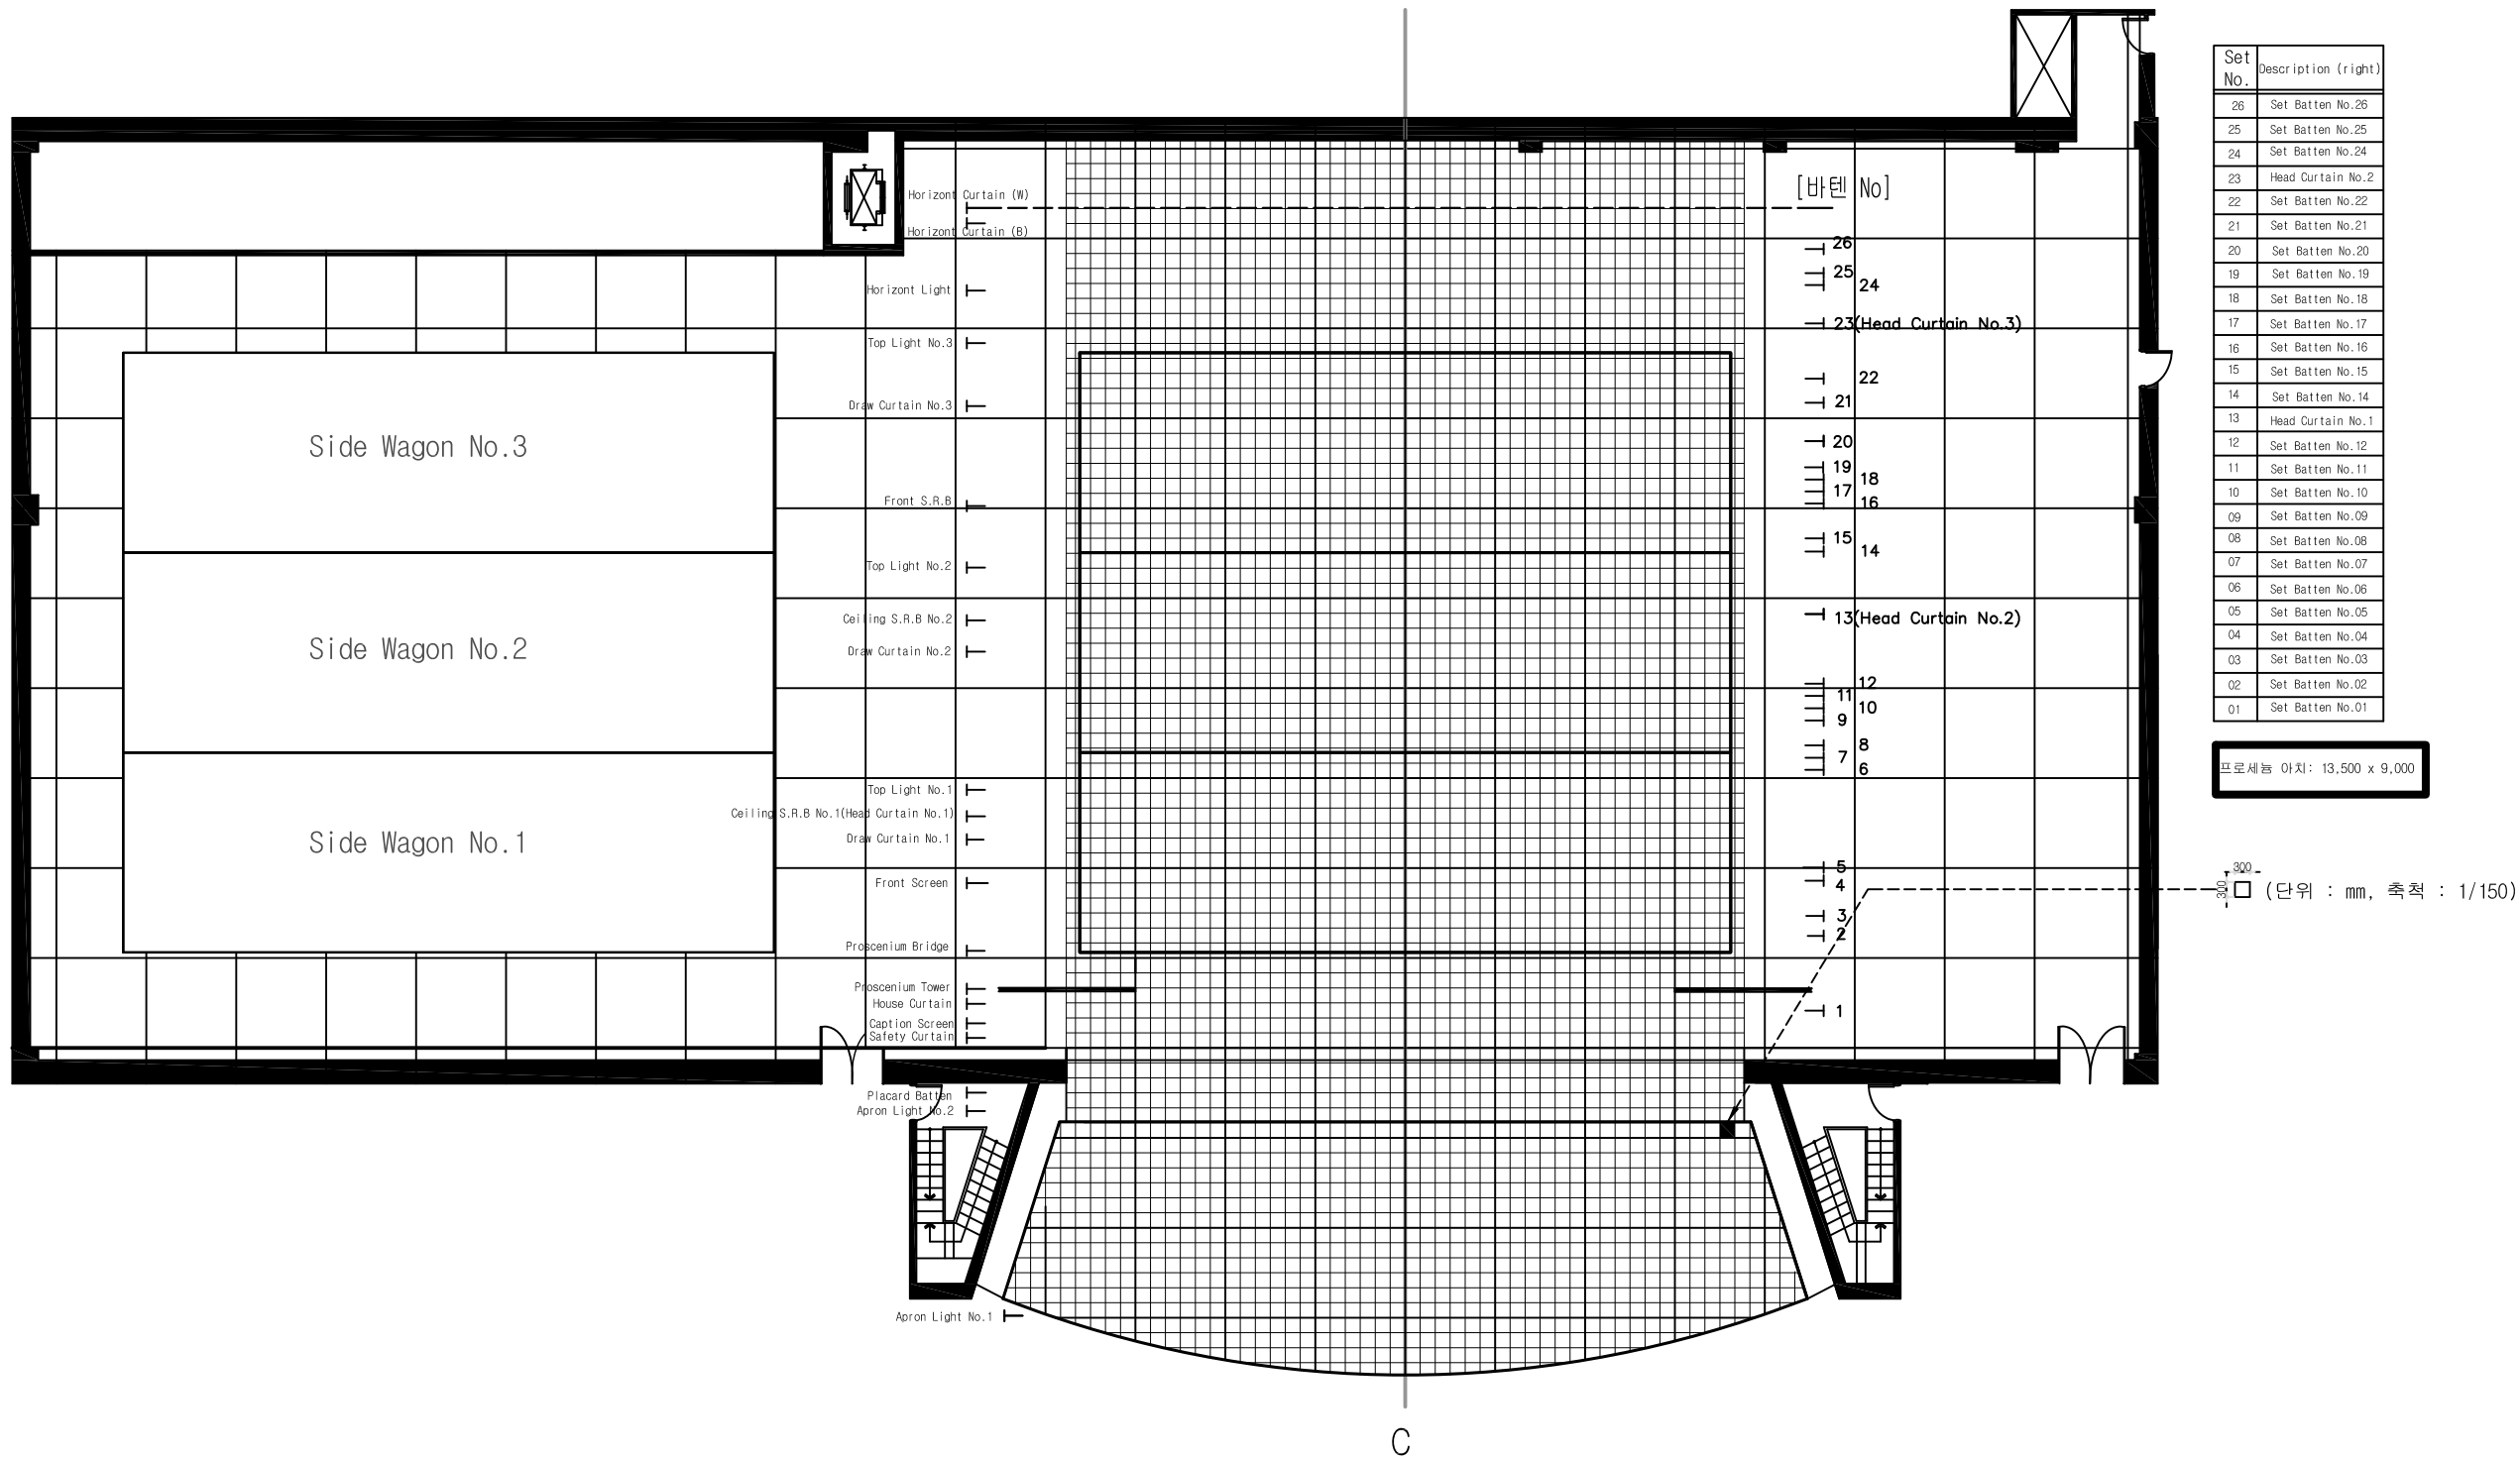 Horizont Curtain (W)
Horizont Curtain (B)
Horizont Light
Top Light No.3
Draw Curtain No.3
Front S.R.B
Top Light No.2
Ceiling S.R.B No.2
Draw Curtain No.2
Top Light No.1
Ceiling S.R.B No.1(Head Curtain No.1)
Draw Curtain No.1
Front Screen
Proscenium Bridge
Proscenium Tower
House Curtain
Caption Screen
Safety Curtain
Placard Batten
Apron Light No.2
Apron Light No.1
Side Wagon No.3
Side Wagon No.2
Side Wagon No.1
[바텐 No]
26
25
24
23(Head Curtain No.3)
22
21
20
19
18
17
16
15
14
13(Head Curtain No.2)
12
11
10
9
8
7
6
5
4
3
2
1
C
Set No. Description (right)
26 Set Batten No.26
25 Set Batten No.25
24 Set Batten No.24
23 Head Curtain No.2
22 Set Batten No.22
21 Set Batten No.21
20 Set Batten No.20
19 Set Batten No.19
18 Set Batten No.18
17 Set Batten No.17
16 Set Batten No.16
15 Set Batten No.15
14 Set Batten No.14
13 Head Curtain No.1
12 Set Batten No.12
11 Set Batten No.11
10 Set Batten No.10
09 Set Batten No.09
08 Set Batten No.08
07 Set Batten No.07
06 Set Batten No.06
05 Set Batten No.05
04 Set Batten No.04
03 Set Batten No.03
02 Set Batten No.02
01 Set Batten No.01
프로세늄 아치: 13,500 x 9,000
300
300
(단위 : mm, 축척 : 1/150)